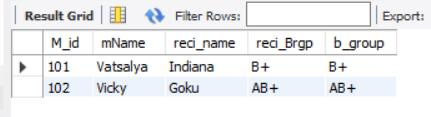 Result Grid Filter Rows: Export:
M_id mName reci_name reci_Brgp b_group
101 Vatsalya Indiana B+ B+
102 Vicky Goku AB+ AB+